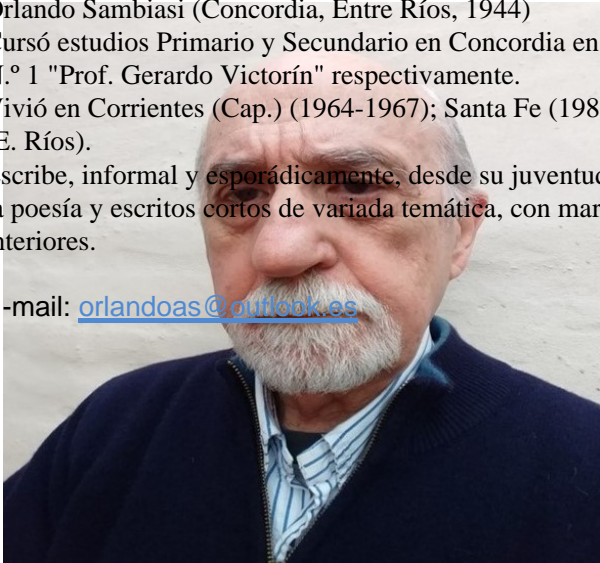 rlando Sambiasi (Concordia, Entre Ríos, 1944)
ursó estudios Primario y Secundario en Concordia en
.º 1 "Prof. Gerardo Victorín" respectivamente.
ivió en Corrientes (Cap.) (1964-1967); Santa Fe (198
E. Ríos).
scribe, informal y esporádicamente, desde su juventud
a poesía y escritos cortos de variada temática, con mar
nteriores.
-mail: orlandoas@outlook.es